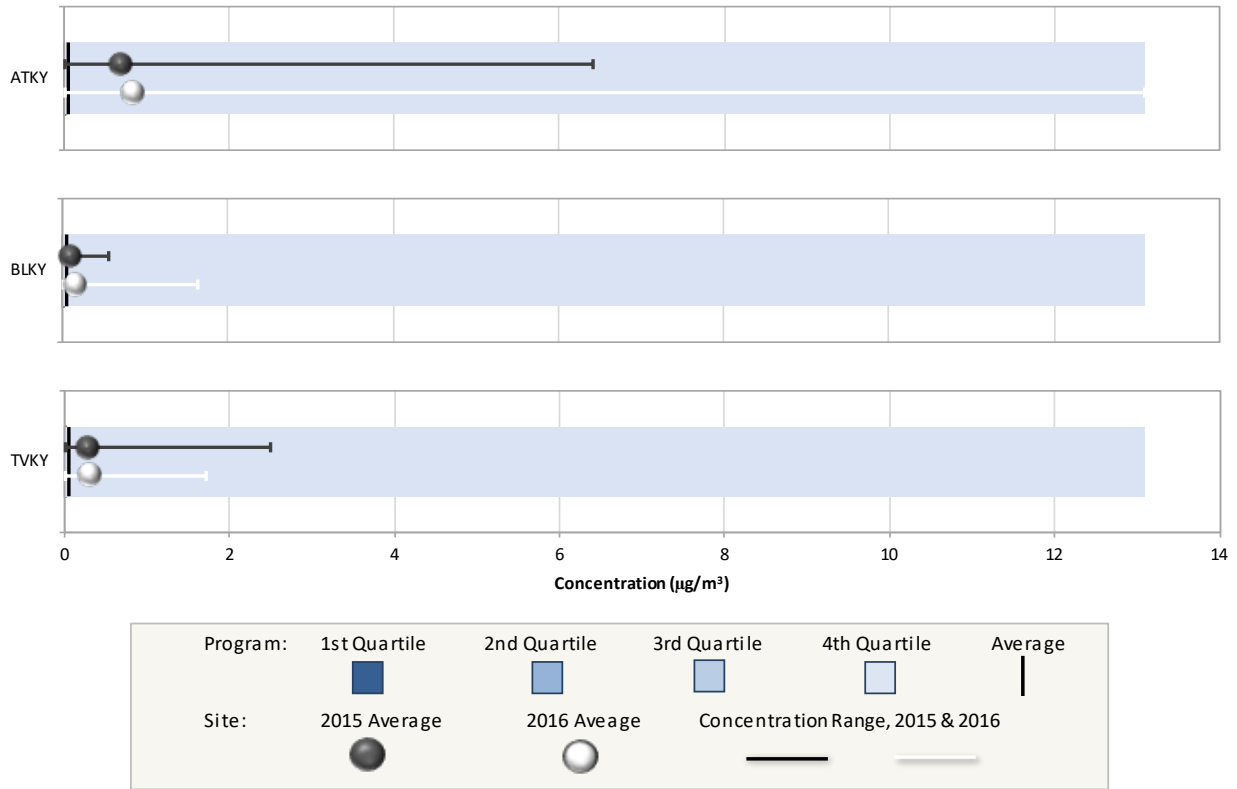 ATKY
BLKY
TVKY
0 2 4 6 8 10 12 14
Concentration (µg/m³)
Program: 1st Quartile 2nd Quartile 3rd Quartile 4th Quartile Average
Site: 2015 Average 2016 Aveage Concentration Range, 2015 & 2016